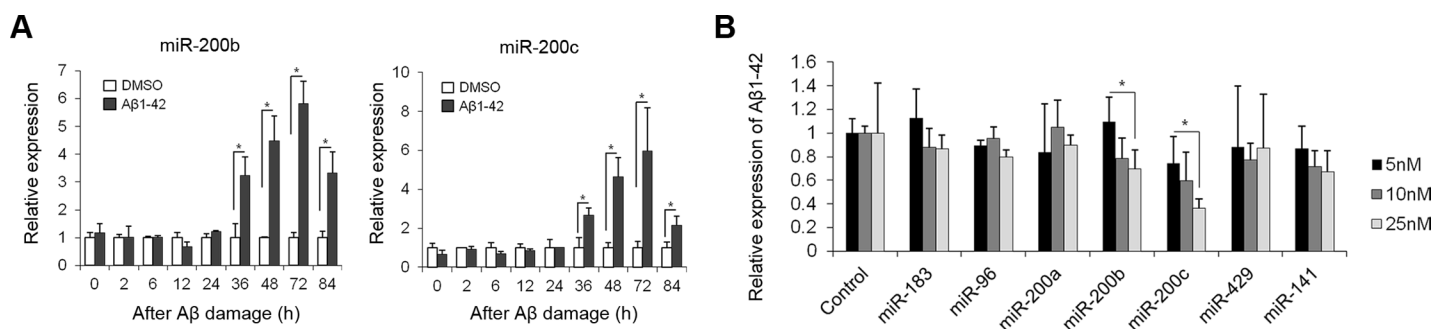 A
miR-200b
Relative expression
7
6
5
4
3
2
1
0
DMSO
Aβ1-42
* * * *
0 2 6 12 24 36 48 72 84
After Aβ damage (h)
miR-200c
Relative expression
10
8
6
4
2
0
DMSO
Aβ1-42
* * * *
0 2 6 12 24 36 48 72 84
After Aβ damage (h)
B
Relative expression of Aβ1-42
1.6
1.4
1.2
1
0.8
0.6
0.4
0.2
0
* *
Control miR-183 miR-96 miR-200a miR-200b miR-200c miR-429 miR-141
5nM
10nM
25nM